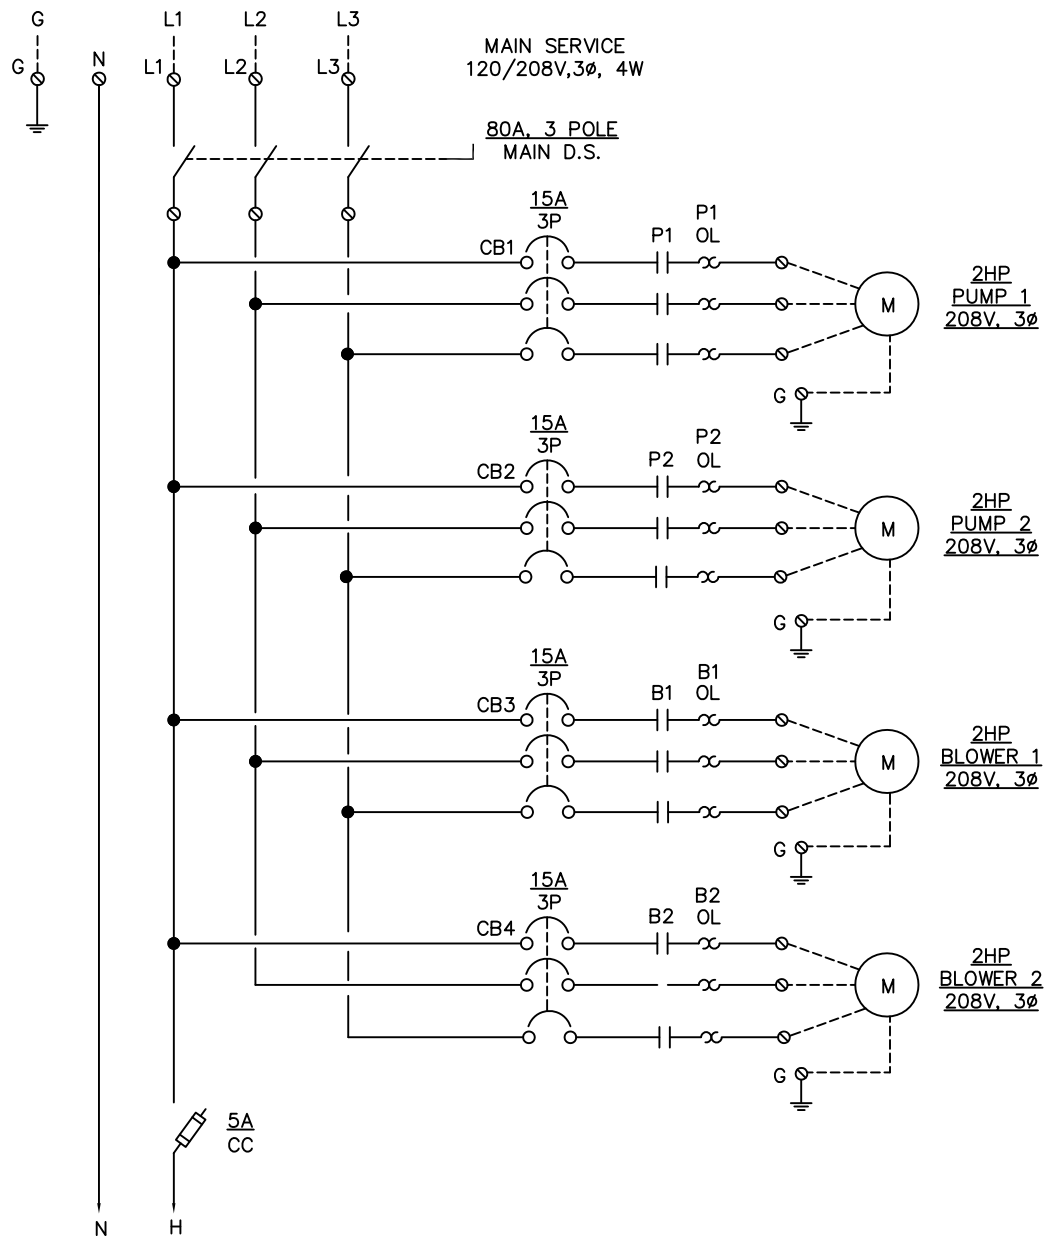 G
L1
L2
L3
G
N
L1
L2
L3
MAIN SERVICE
120/208V,3ø, 4W
80A, 3 POLE
MAIN D.S.
15A
3P
CB1
P1
P1
OL
M
2HP
PUMP 1
208V, 3ø
G
15A
3P
CB2
P2
P2
OL
M
2HP
PUMP 2
208V, 3ø
G
15A
3P
CB3
B1
B1
OL
M
2HP
BLOWER 1
208V, 3ø
G
15A
3P
CB4
B2
B2
OL
M
2HP
BLOWER 2
208V, 3ø
G
5A
CC
N
H